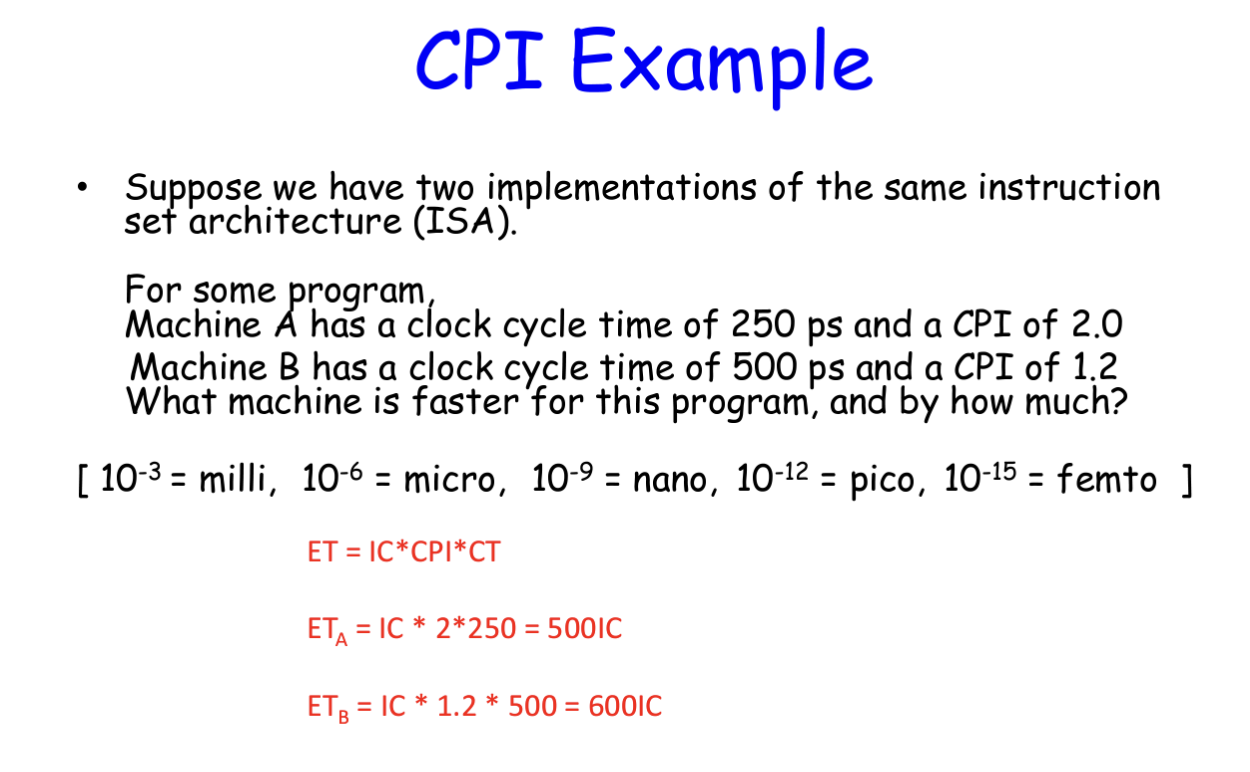 CPI Example
• Suppose we have two implementations of the same instruction
set architecture (ISA).
For some program,
Machine A has a clock cycle time of 250 ps and a CPI of 2.0
Machine B has a clock cycle time of 500 ps and a CPI of 1.2
What machine is faster for this program, and by how much?
[ 10⁻³ = milli, 10⁻⁶ = micro, 10⁻⁹ = nano, 10⁻¹² = pico, 10⁻¹⁵ = femto ]
ET = IC*CPI*CT
ET_A = IC * 2*250 = 500IC
ET_B = IC * 1.2 * 500 = 600IC